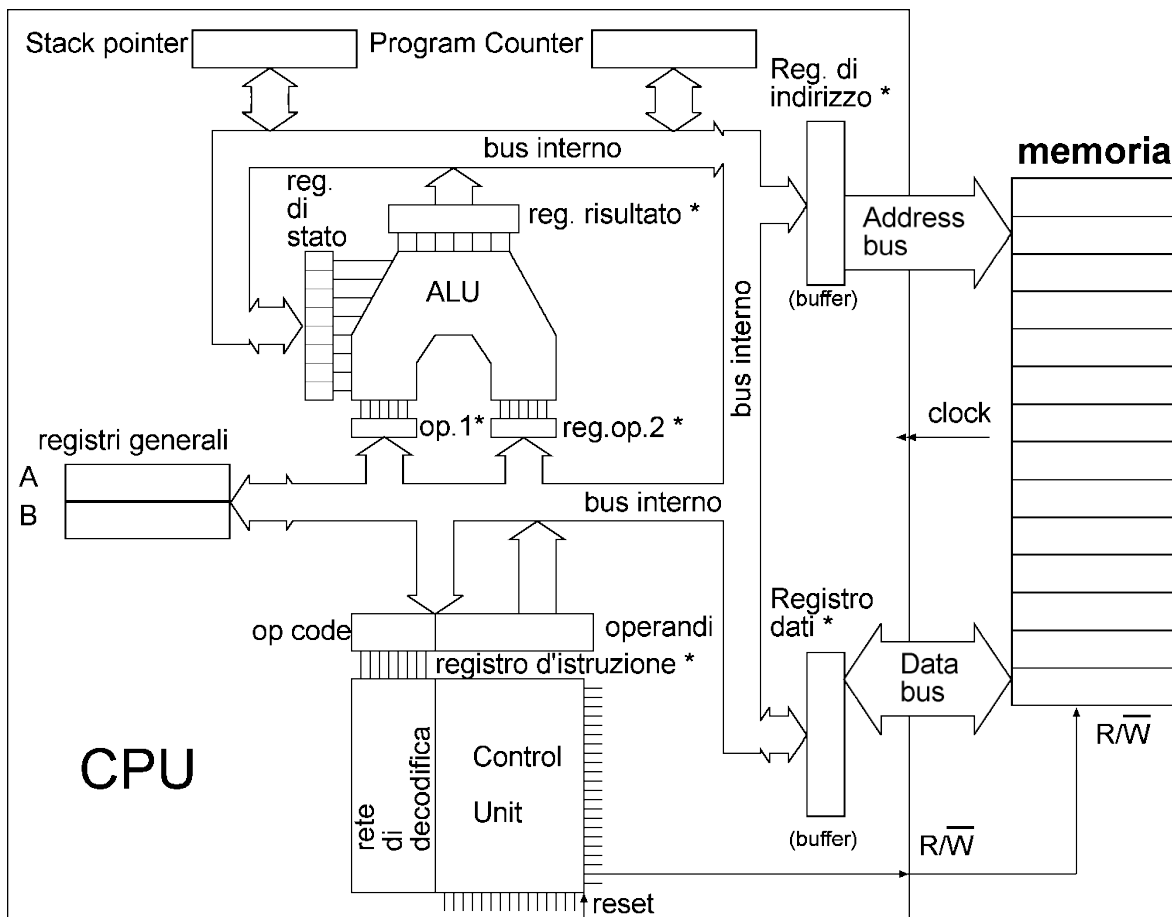 Stack pointer
Program Counter
Reg. di
indirizzo *
memoria
bus interno
reg.
di
stato
reg. risultato *
Address
bus
ALU
(buffer)
bus interno
clock
op.1*
reg.op.2 *
registri generali
A
B
bus interno
Registro
dati *
op code
operandi
registro d'istruzione *
Data
bus
R/W̅
CPU
rete
di
decodifica
Control
Unit
(buffer)
R/W̅
reset